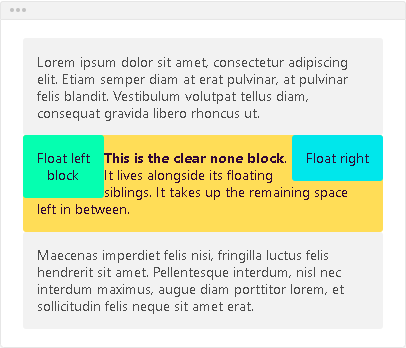 Lorem ipsum dolor sit amet, consectetur adipiscing
elit. Etiam semper diam at erat pulvinar, at pulvinar
felis blandit. Vestibulum volutpat tellus diam,
consequat gravida libero rhoncus ut.
Float left
block
This is the clear none block.
It lives alongside its floating
siblings. It takes up the remaining space
left in between.
Float right
Maecenas imperdiet felis nisi, fringilla luctus felis
hendrerit sit amet. Pellentesque interdum, nisl nec
interdum maximus, augue diam porttitor lorem, et
sollicitudin felis neque sit amet erat.